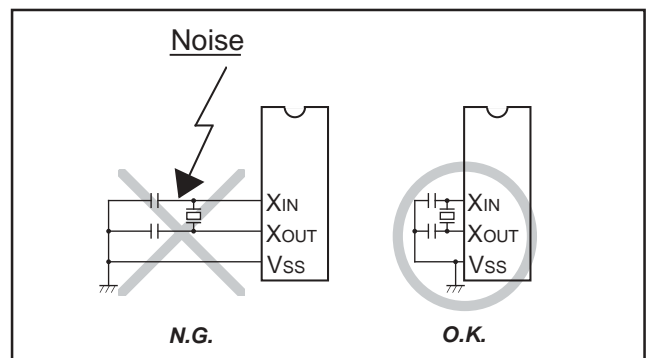 Noise
XIN
XOUT
VSS
N.G.
XIN
XOUT
VSS
O.K.